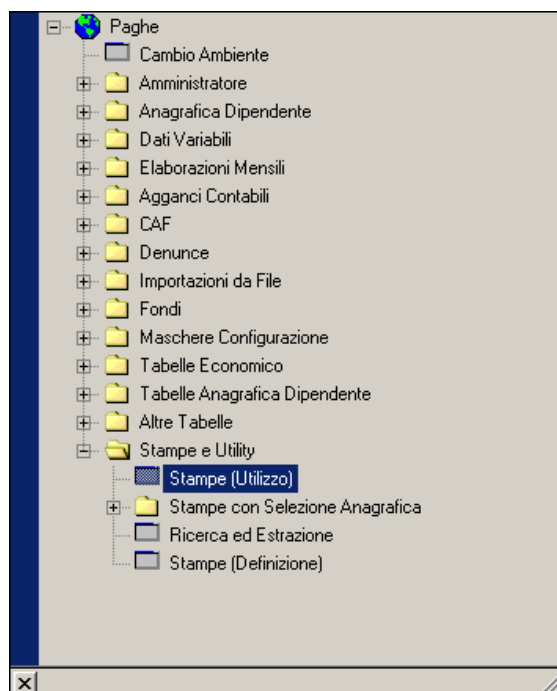 Paghe
Cambio Ambiente
Amministratore
Anagrafica Dipendente
Dati Variabili
Elaborazioni Mensili
Agganci Contabili
CAF
Denunce
Importazioni da File
Fondi
Maschere Configurazione
Tabelle Economico
Tabelle Anagrafica Dipendente
Altre Tabelle
Stampe e Utility
Stampe (Utilizzo)
Stampe con Selezione Anagrafica
Ricerca ed Estrazione
Stampe (Definizione)